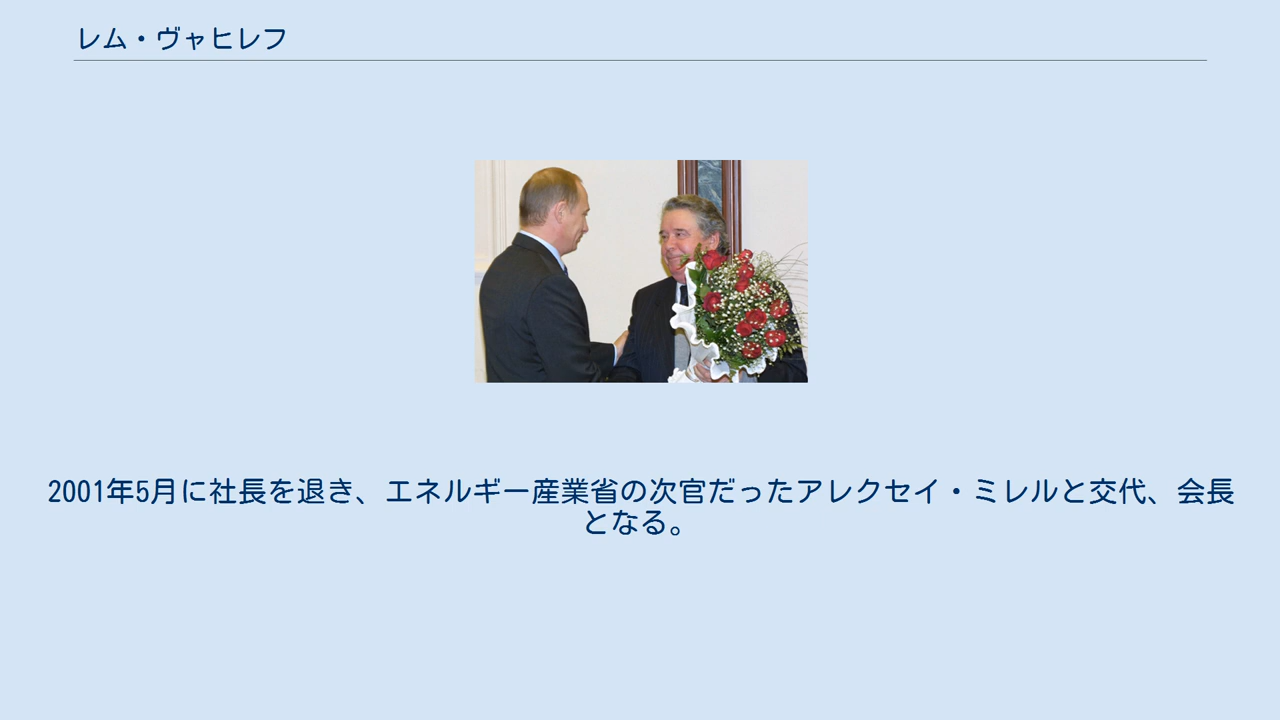 レム・ヴャヒレフ
2001年5月に社長を退き、エネルギー産業省の次官だったアレクセイ・ミレルと交代、会長
となる。